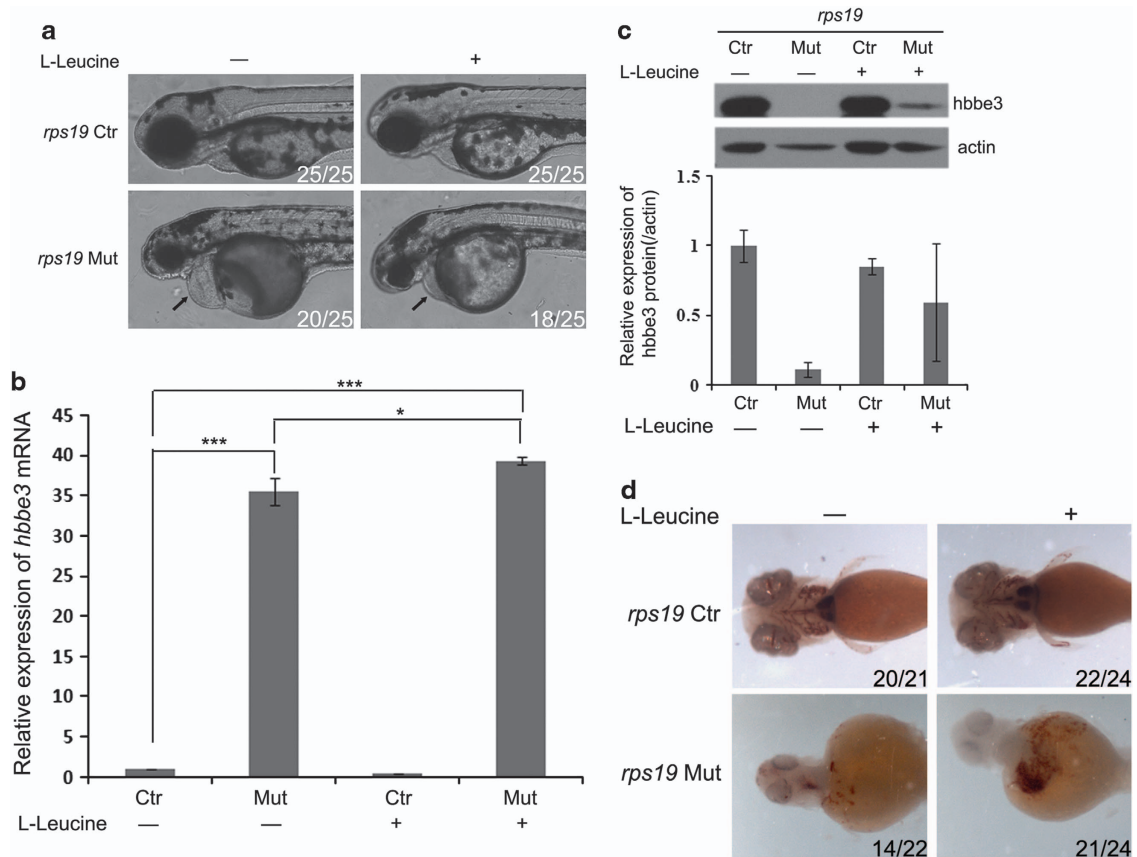 a
L-Leucine — +
rps19 Ctr
25/25 25/25
rps19 Mut
20/25 18/25
b
Relative expression of hbbe3 mRNA
***
*
***
45
40
35
30
25
20
15
10
5
0
Ctr Mut Ctr Mut
L-Leucine — — + +
c
rps19
Ctr Mut Ctr Mut
L-Leucine — — + +
hbbe3
actin
Relative expression of
hbbe3 protein(/actin)
1.5
1
0.5
0
Ctr Mut Ctr Mut
L-Leucine — — + +
d
L-Leucine — +
rps19 Ctr
20/21 22/24
rps19 Mut
14/22 21/24